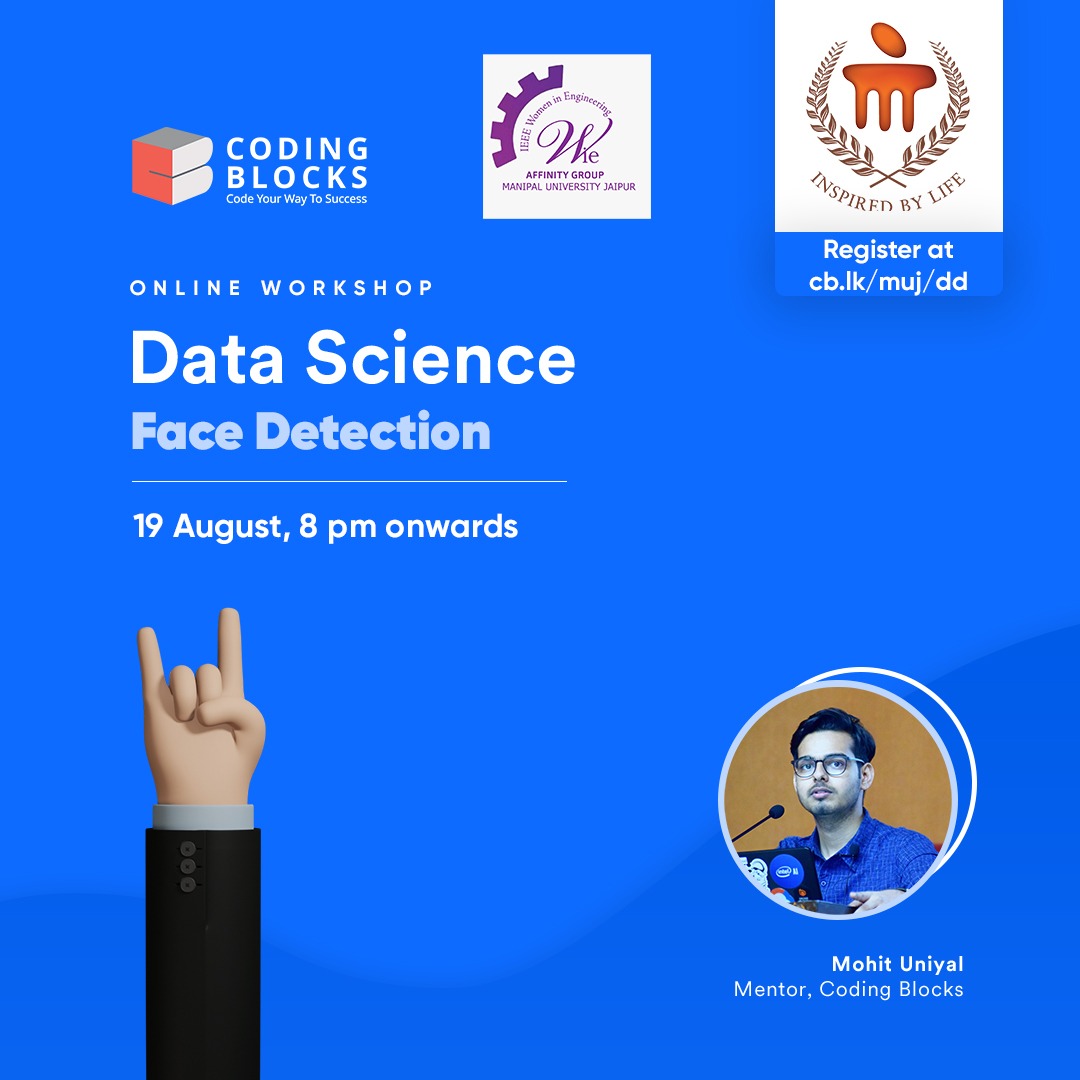 CODING
BLOCKS
Code Your Way To Success
IEEE Women in Engineering
Wie
AFFINITY GROUP
MANIPAL UNIVERSITY JAIPUR
INSPIRED BY LIFE
Register at
cb.lk/muj/dd
ONLINE WORKSHOP
Data Science
Face Detection
19 August, 8 pm onwards
intel AI
Mohit Uniyal
Mentor, Coding Blocks